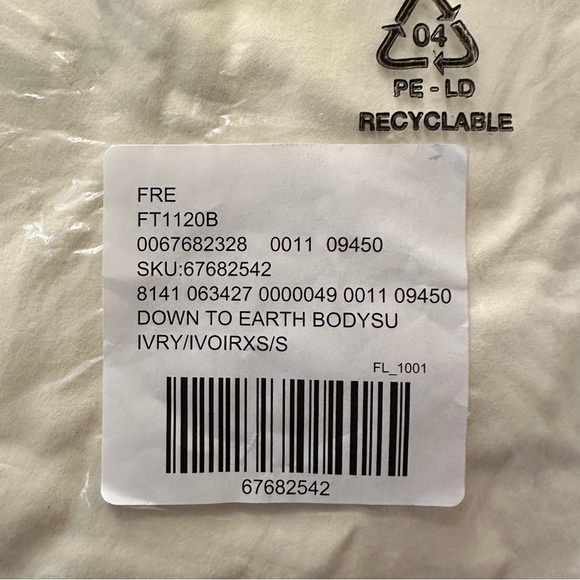 04
PE - LD
RECYCLABLE
FRE
FT1120B
0067682328 0011 09450
SKU:67682542
8141 063427 0000049 0011 09450
DOWN TO EARTH BODYSU
IVRY/IVOIRXS/S
FL_1001
67682542